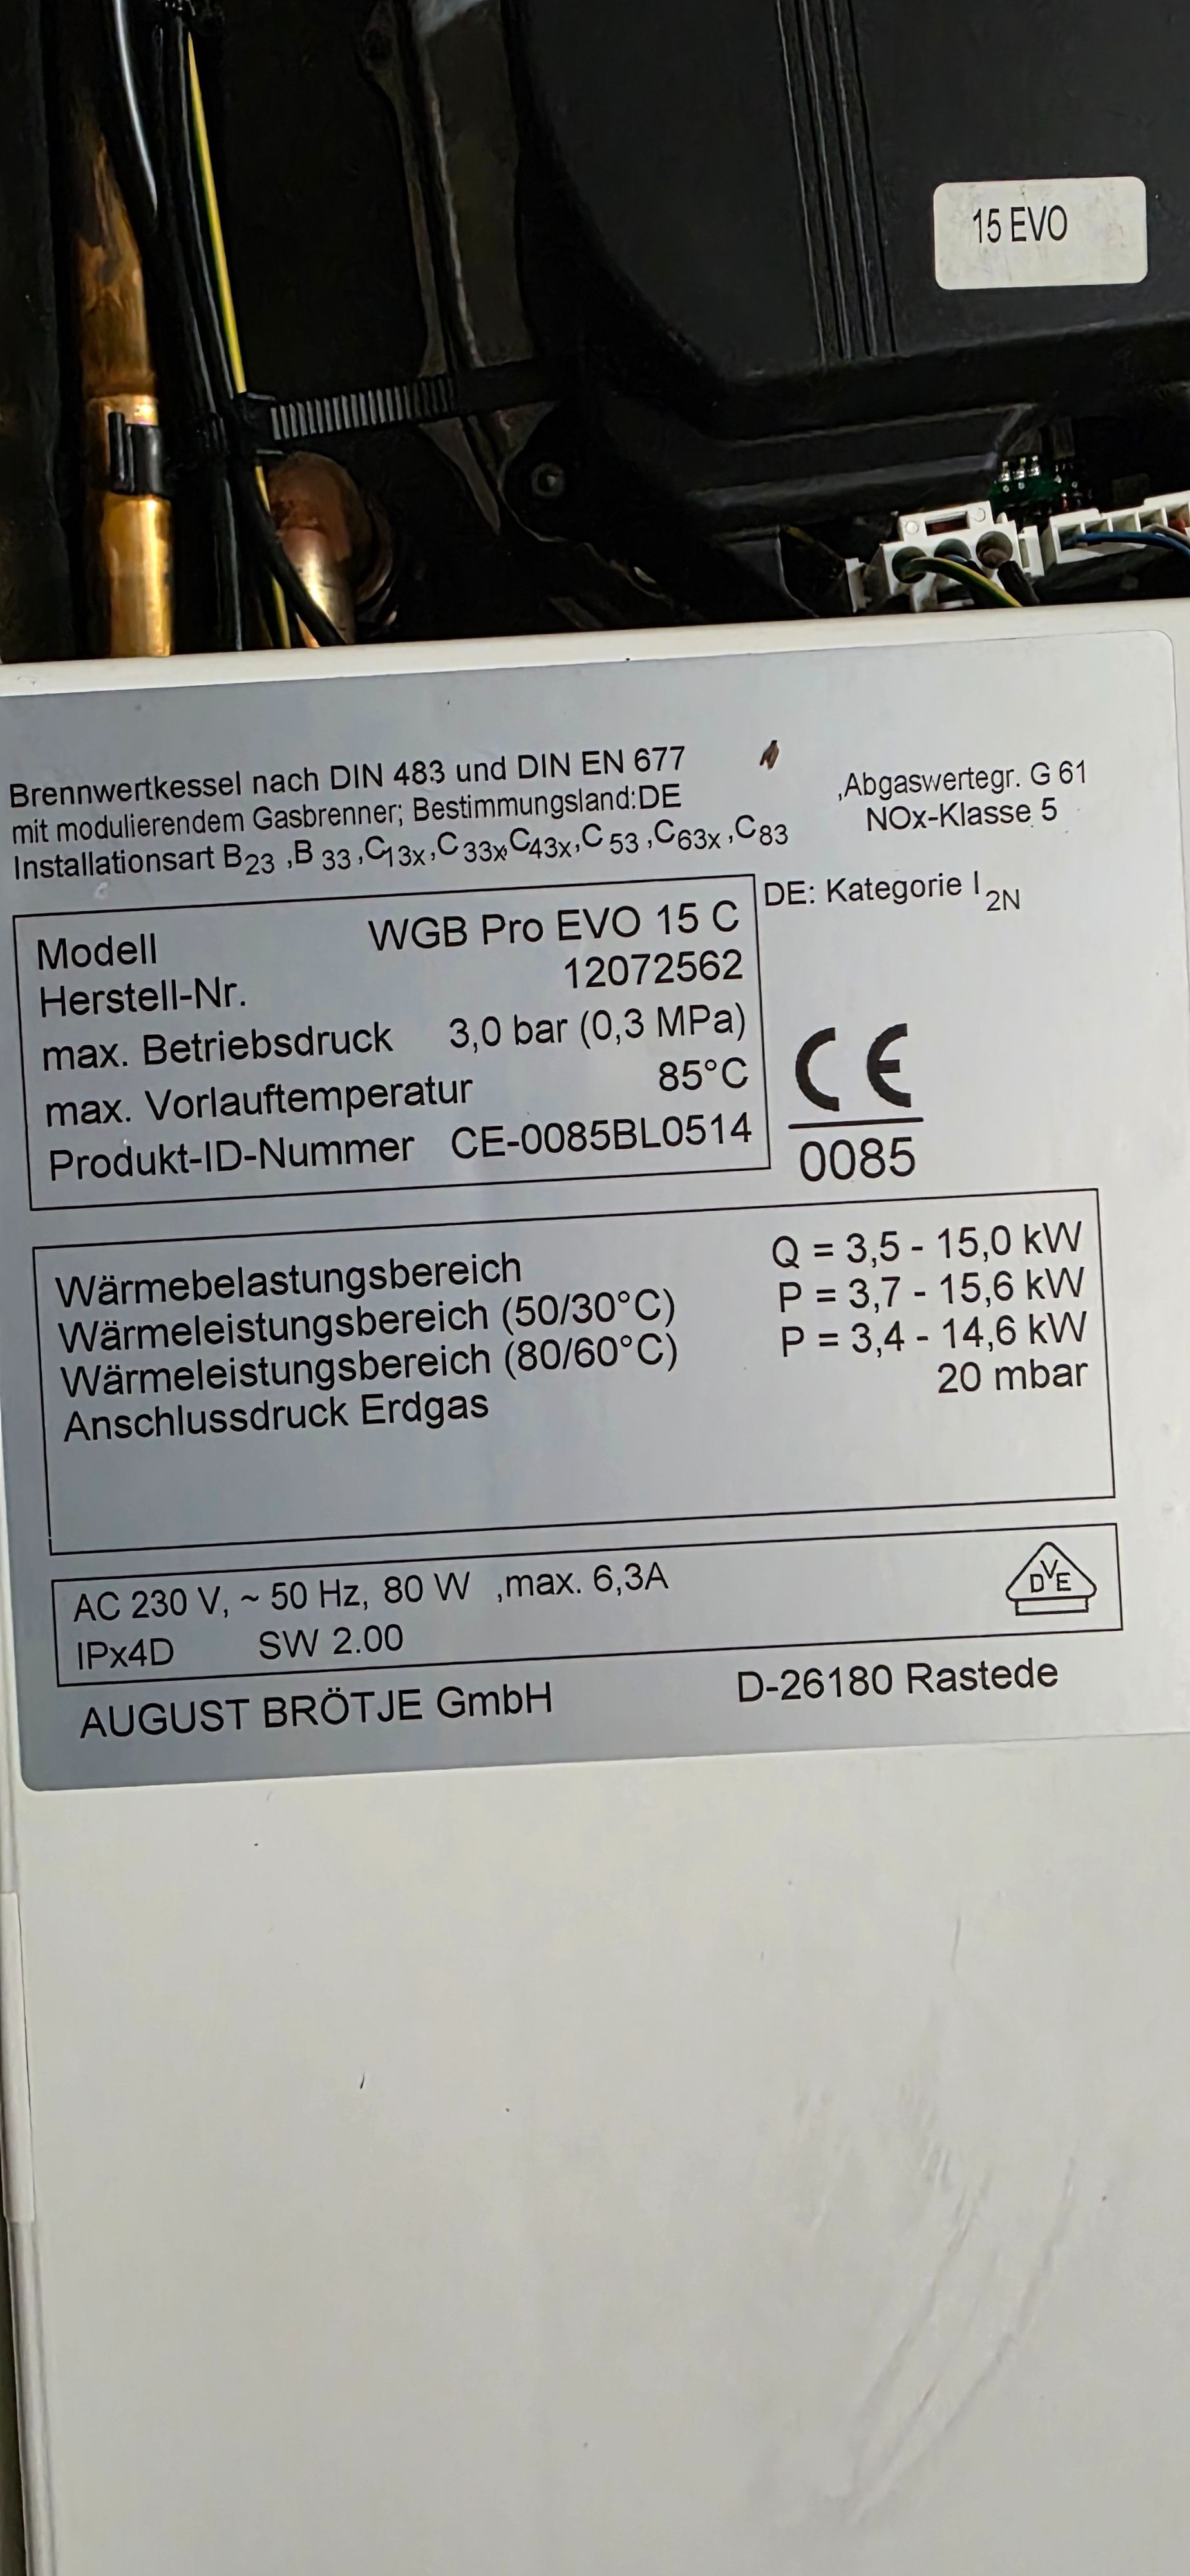 15 EVO
Brennwertkessel nach DIN 483 und DIN EN 677
mit modulierendem Gasbrenner; Bestimmungsland:DE
Installationsart B23 ,B 33 ,C13x,C 33x,C43x,C 53 ,C63x ,C83
,Abgaswertegr. G 61
NOx-Klasse 5
DE: Kategorie I 2N
Modell WGB Pro EVO 15 C
Herstell-Nr. 12072562
max. Betriebsdruck 3,0 bar (0,3 MPa)
max. Vorlauftemperatur 85°C
Produkt-ID-Nummer CE-0085BL0514
CE
0085
Wärmebelastungsbereich Q = 3,5 - 15,0 kW
Wärmeleistungsbereich (50/30°C) P = 3,7 - 15,6 kW
Wärmeleistungsbereich (80/60°C) P = 3,4 - 14,6 kW
Anschlussdruck Erdgas 20 mbar
AC 230 V, ~ 50 Hz, 80 W ,max. 6,3A
IPx4D SW 2.00
DVE
AUGUST BRÖTJE GmbH D-26180 Rastede